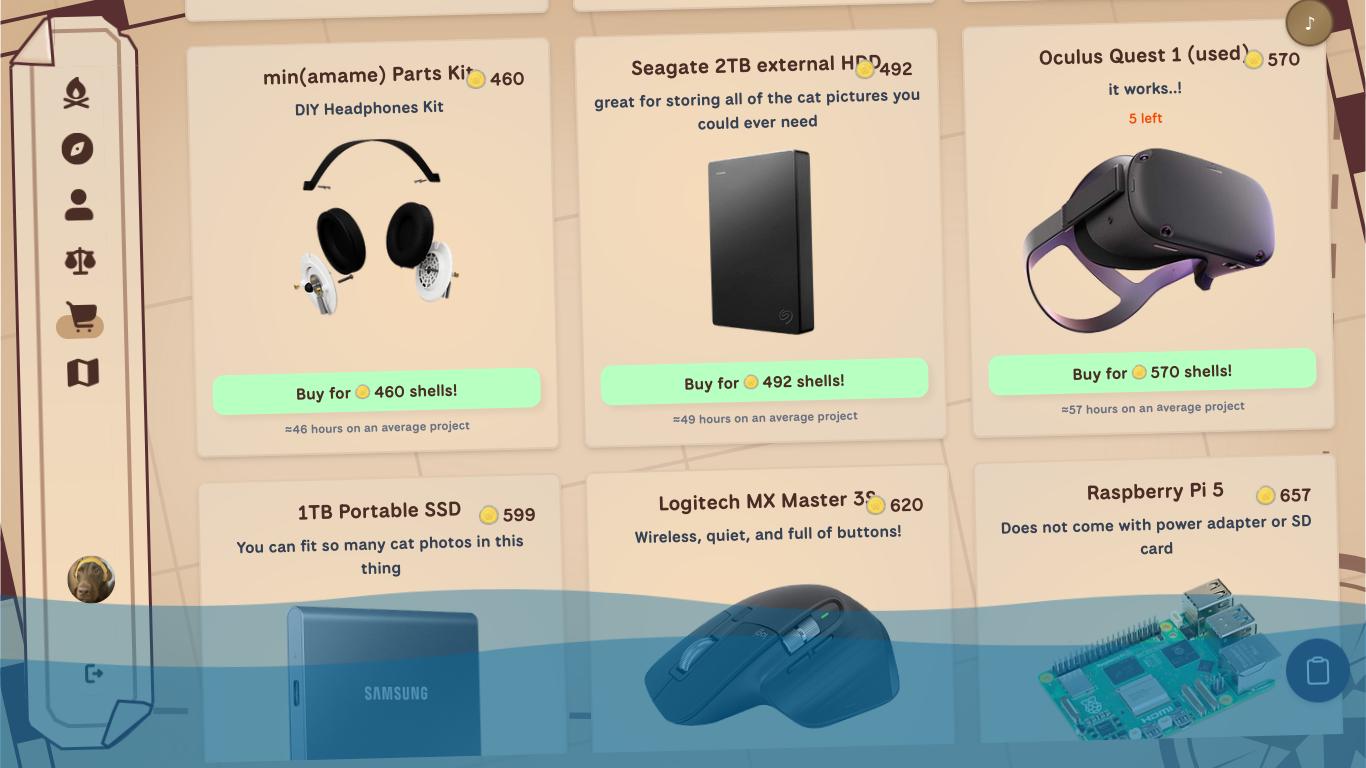 min(amame) Parts Kit
460
DIY Headphones Kit
Buy for 460 shells!
≈46 hours on an average project
Seagate 2TB external HDD
492
great for storing all of the cat pictures you
could ever need
Buy for 492 shells!
≈49 hours on an average project
Oculus Quest 1 (used)
570
it works..!
5 left
Buy for 570 shells!
≈57 hours on an average project
1TB Portable SSD
599
You can fit so many cat photos in this
thing
SAMSUNG
Logitech MX Master 3S
620
Wireless, quiet, and full of buttons!
Raspberry Pi 5
657
Does not come with power adapter or SD
card
HDMI